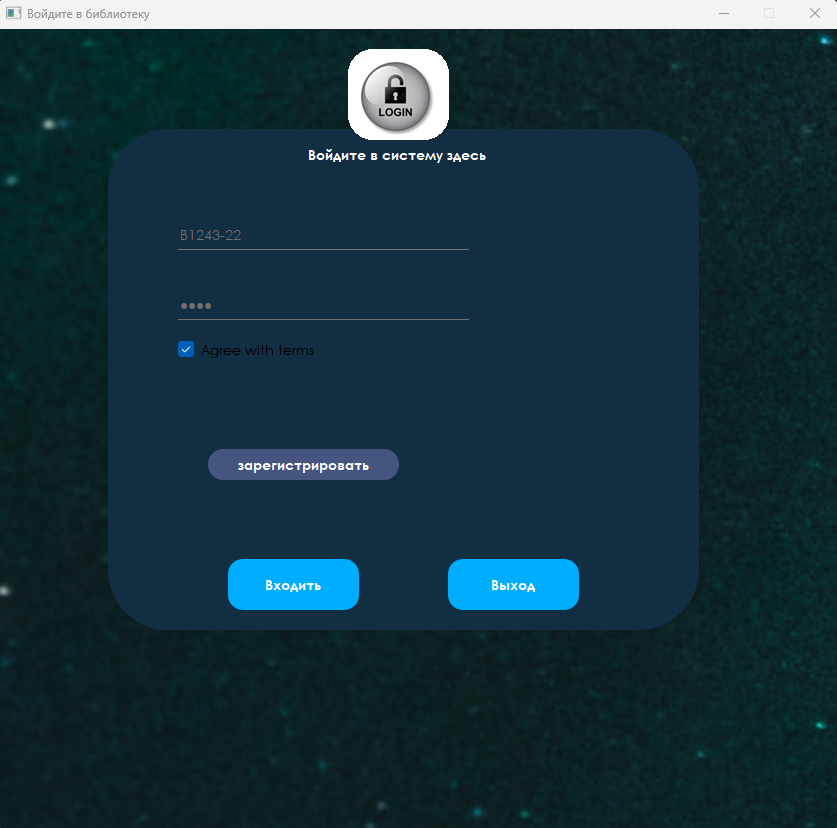 Войдите в библиотеку
LOGIN
Войдите в систему здесь
B1243-22
••••
Agree with terms
зарегистрировать
Входить
Выход